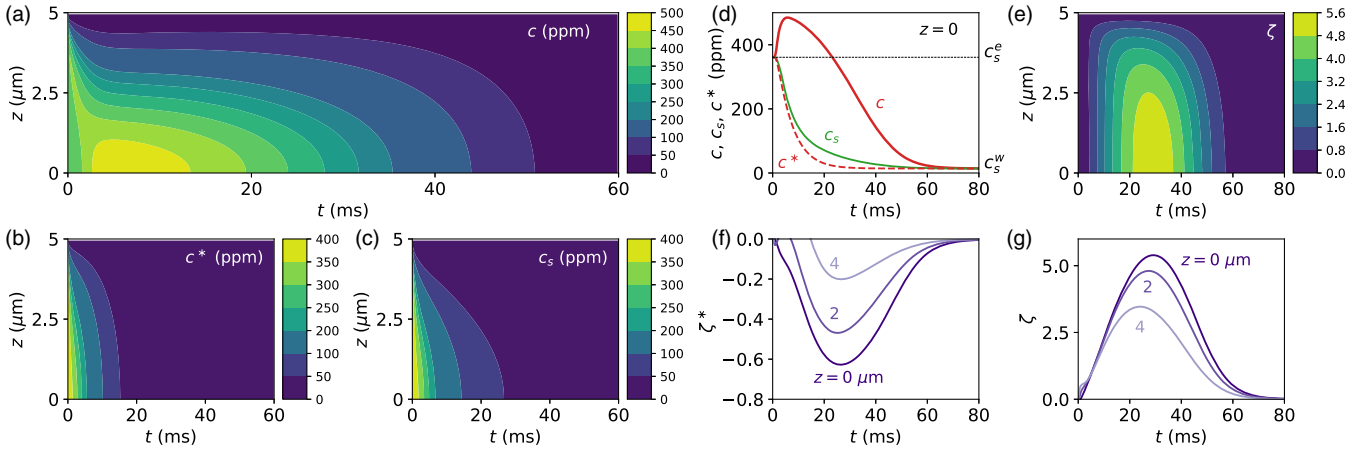 (a)
z (μm)
5
2.5
0
c (ppm)
0
20
40
60
t (ms)
500
450
400
350
300
250
200
150
100
50
0
(d)
c, c_s, c* (ppm)
400
200
0
z = 0
c_s^e
c
c_s
c*
c_s^w
0
20
40
60
80
t (ms)
(e)
z (μm)
5
2.5
0
ζ
0
20
40
60
80
t (ms)
5.6
4.8
4.0
3.2
2.4
1.6
0.8
0.0
(b)
z (μm)
5
2.5
0
c* (ppm)
0
20
40
60
t (ms)
400
350
300
250
200
150
100
50
0
(c)
z (μm)
5
2.5
0
c_s (ppm)
0
20
40
60
t (ms)
400
350
300
250
200
150
100
50
0
(f)
ζ*
0.0
−0.2
−0.4
−0.6
−0.8
4
2
z = 0 μm
0
20
40
60
80
t (ms)
(g)
ζ
5.0
2.5
0.0
z = 0 μm
2
4
0
20
40
60
80
t (ms)